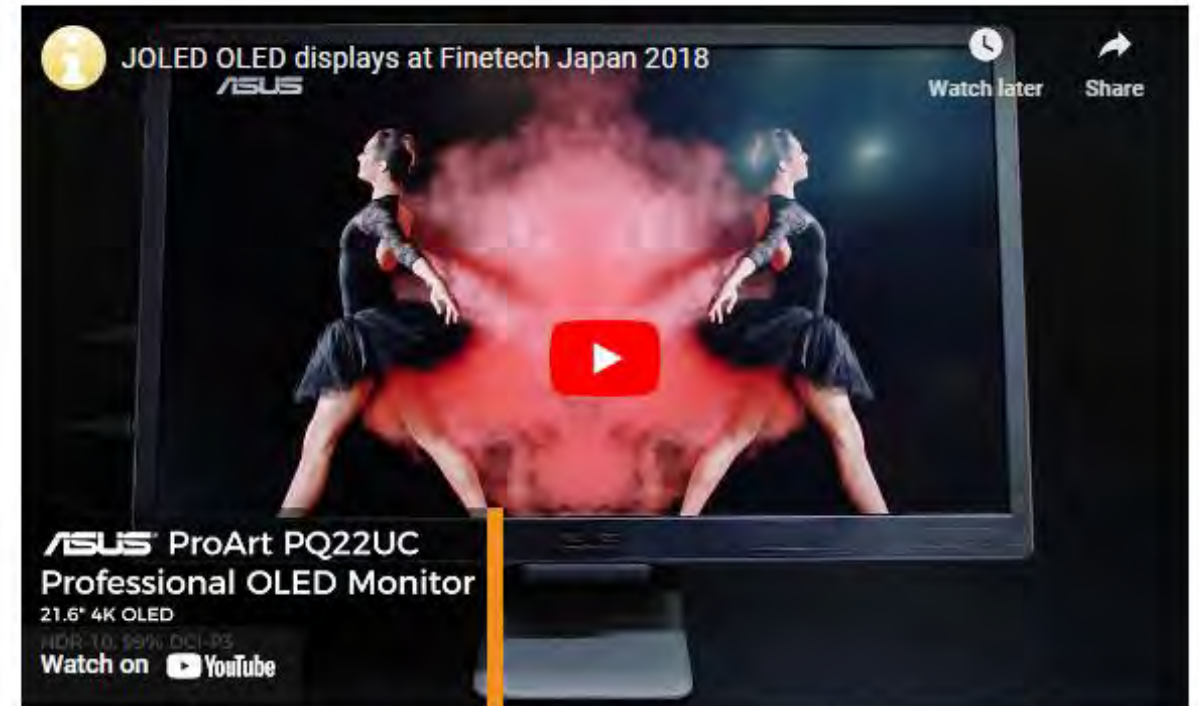 JOLED OLED displays at Finetech Japan 2018
ASUS
Watch later
Share
ASUS ProArt PQ22UC
Professional OLED Monitor
21.6" 4K OLED
HDR-10, 99% DCI-P3
Watch on YouTube